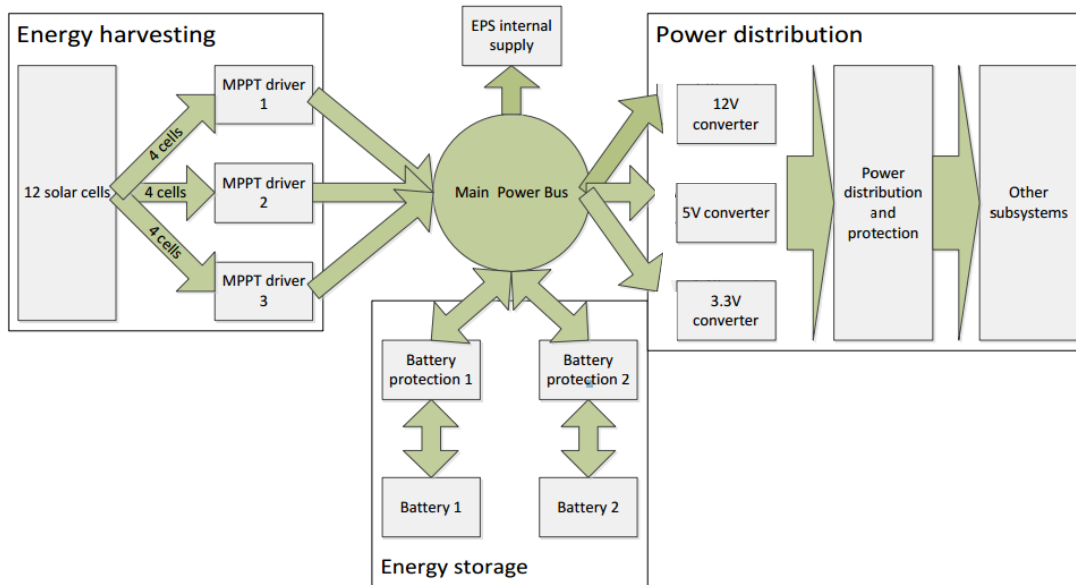 Energy harvesting
12 solar cells
4 cells
4 cells
4 cells
MPPT driver
1
MPPT driver
2
MPPT driver
3
EPS internal
supply
Main Power Bus
Power distribution
12V
converter
5V converter
3.3V
converter
Power
distribution
and
protection
Other
subsystems
Battery
protection 1
Battery
protection 2
Battery 1
Battery 2
Energy storage